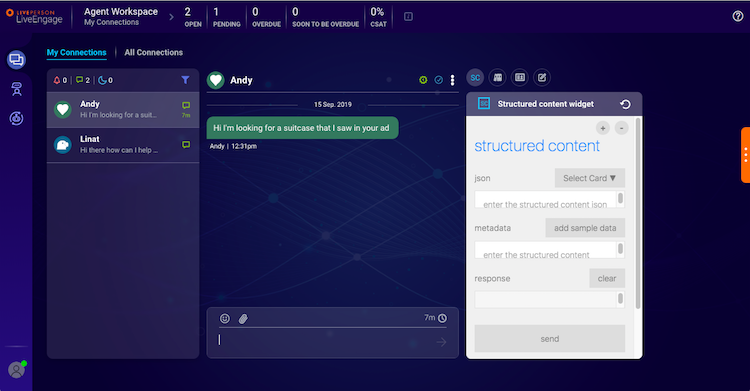 LIVEPERSON
LiveEngage
Agent Workspace
My Connections
2
OPEN
1
PENDING
0
OVERDUE
0
SOON TO BE OVERDUE
0%
CSAT
My Connections
All Connections
0 | 2 | 0
Andy
Hi I'm looking for a suit...
7m
Linat
Hi there how can I help ...
Andy
15 Sep. 2019
Hi I'm looking for a suitcase that I saw in your ad
Andy | 12:31pm
7m
SC
SC Structured content widget
+ -
structured content
json
Select Card ▼
enter the structured content json
metadata
add sample data
enter the structured content
response
clear
send